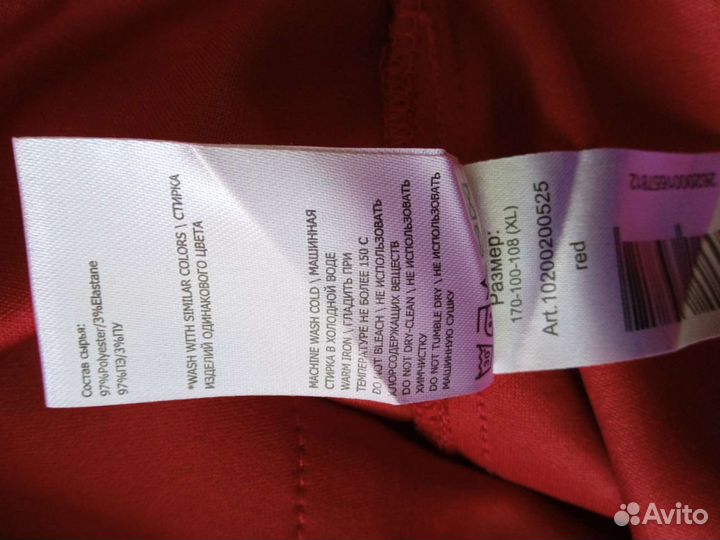 Состав сырья:
97%Polyester/3%Elastane
97%ПЭ/3%ПУ
*WASH WITH SIMILAR COLORS \ СТИРКА
ИЗДЕЛИЙ ОДИНАКОВОГО ЦВЕТА
MACHINE WASH COLD \ МАШИННАЯ
СТИРКА В ХОЛОДНОЙ ВОДЕ
WARM IRON \ ГЛАДИТЬ ПРИ
ТЕМПЕРАТУРЕ НЕ БОЛЕЕ 150 С
DO NOT BLEACH \ НЕ ИСПОЛЬЗОВАТЬ
ХЛОРСОДЕРЖАЩИХ ВЕЩЕСТВ
DO NOT DRY-CLEAN \ НЕ ИСПОЛЬЗОВАТЬ
ХИМЧИСТКУ
DO NOT TUMBLE DRY \ НЕ ИСПОЛЬЗОВАТЬ
МАШИННУЮ СУШКУ
30°
Размер:
170-100-108 (XL)
Art.10200200525
red
Avito